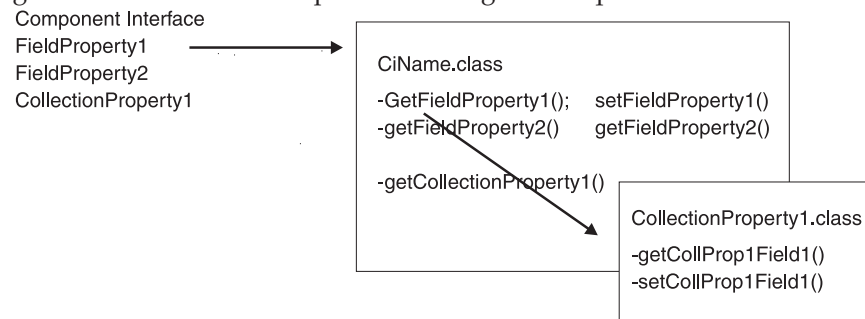 Component Interface
FieldProperty1
FieldProperty2
CollectionProperty1
CiName.class
-GetFieldProperty1(); setFieldProperty1()
-getFieldProperty2() getFieldProperty2()
-getCollectionProperty1()
CollectionProperty1.class
-getCollProp1Field1()
-setCollProp1Field1()